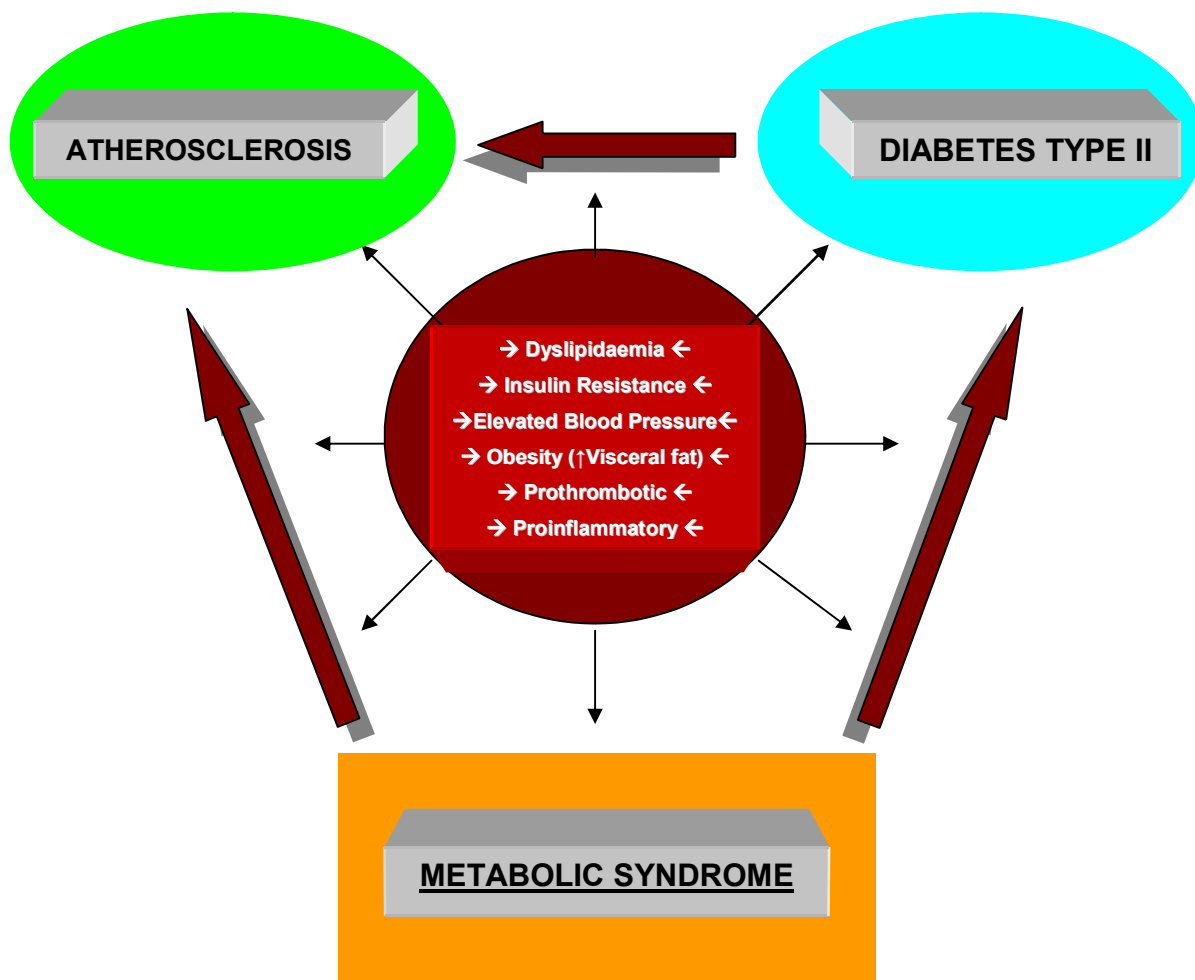 ATHEROSCLEROSIS
DIABETES TYPE II
→ Dyslipidaemia ←
→ Insulin Resistance ←
→Elevated Blood Pressure←
→ Obesity (↑Visceral fat) ←
→ Prothrombotic ←
→ Proinflammatory ←
METABOLIC SYNDROME